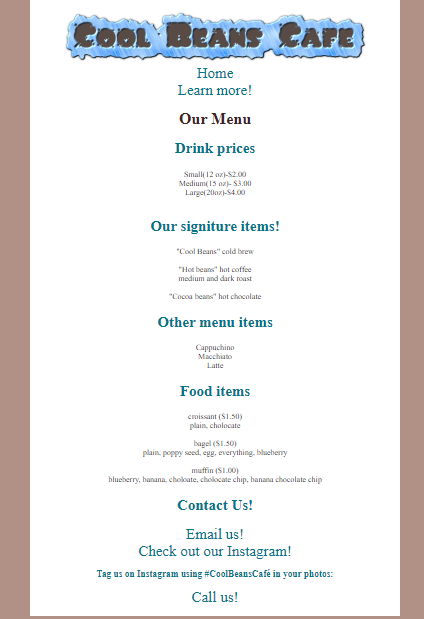 Cool Beans Cafe
Home
Learn more!
Our Menu
Drink prices
Small(12 oz)-$2.00
Medium(15 oz)- $3.00
Large(20oz)-$4.00
Our signiture items!
"Cool Beans" cold brew
"Hot beans" hot coffee
medium and dark roast
"Cocoa beans" hot chocolate
Other menu items
Cappuchino
Macchiato
Latte
Food items
croissant ($1.50)
plain, cholocate
bagel ($1.50)
plain, poppy seed, egg, everything, blueberry
muffin ($1.00)
blueberry, banana, choloate, cholocate chip, banana chocolate chip
Contact Us!
Email us!
Check out our Instagram!
Tag us on Instagram using #CoolBeansCafé in your photos:
Call us!